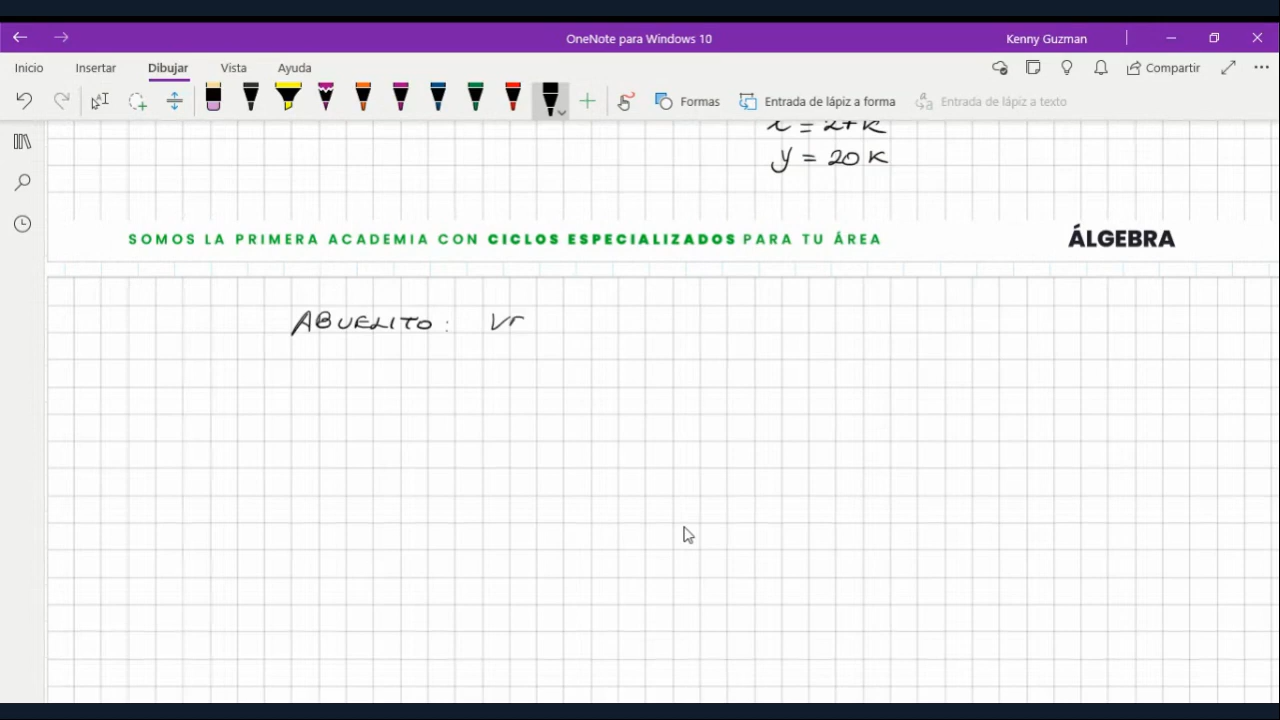 OneNote para Windows 10
Kenny Guzman
Inicio Insertar Dibujar Vista Ayuda
Compartir
Formas Entrada de lápiz a forma Entrada de lápiz a texto
y = 20 K
SOMOS LA PRIMERA ACADEMIA CON CICLOS ESPECIALIZADOS PARA TU ÁREA
ÁLGEBRA
ABUELITO : Vr